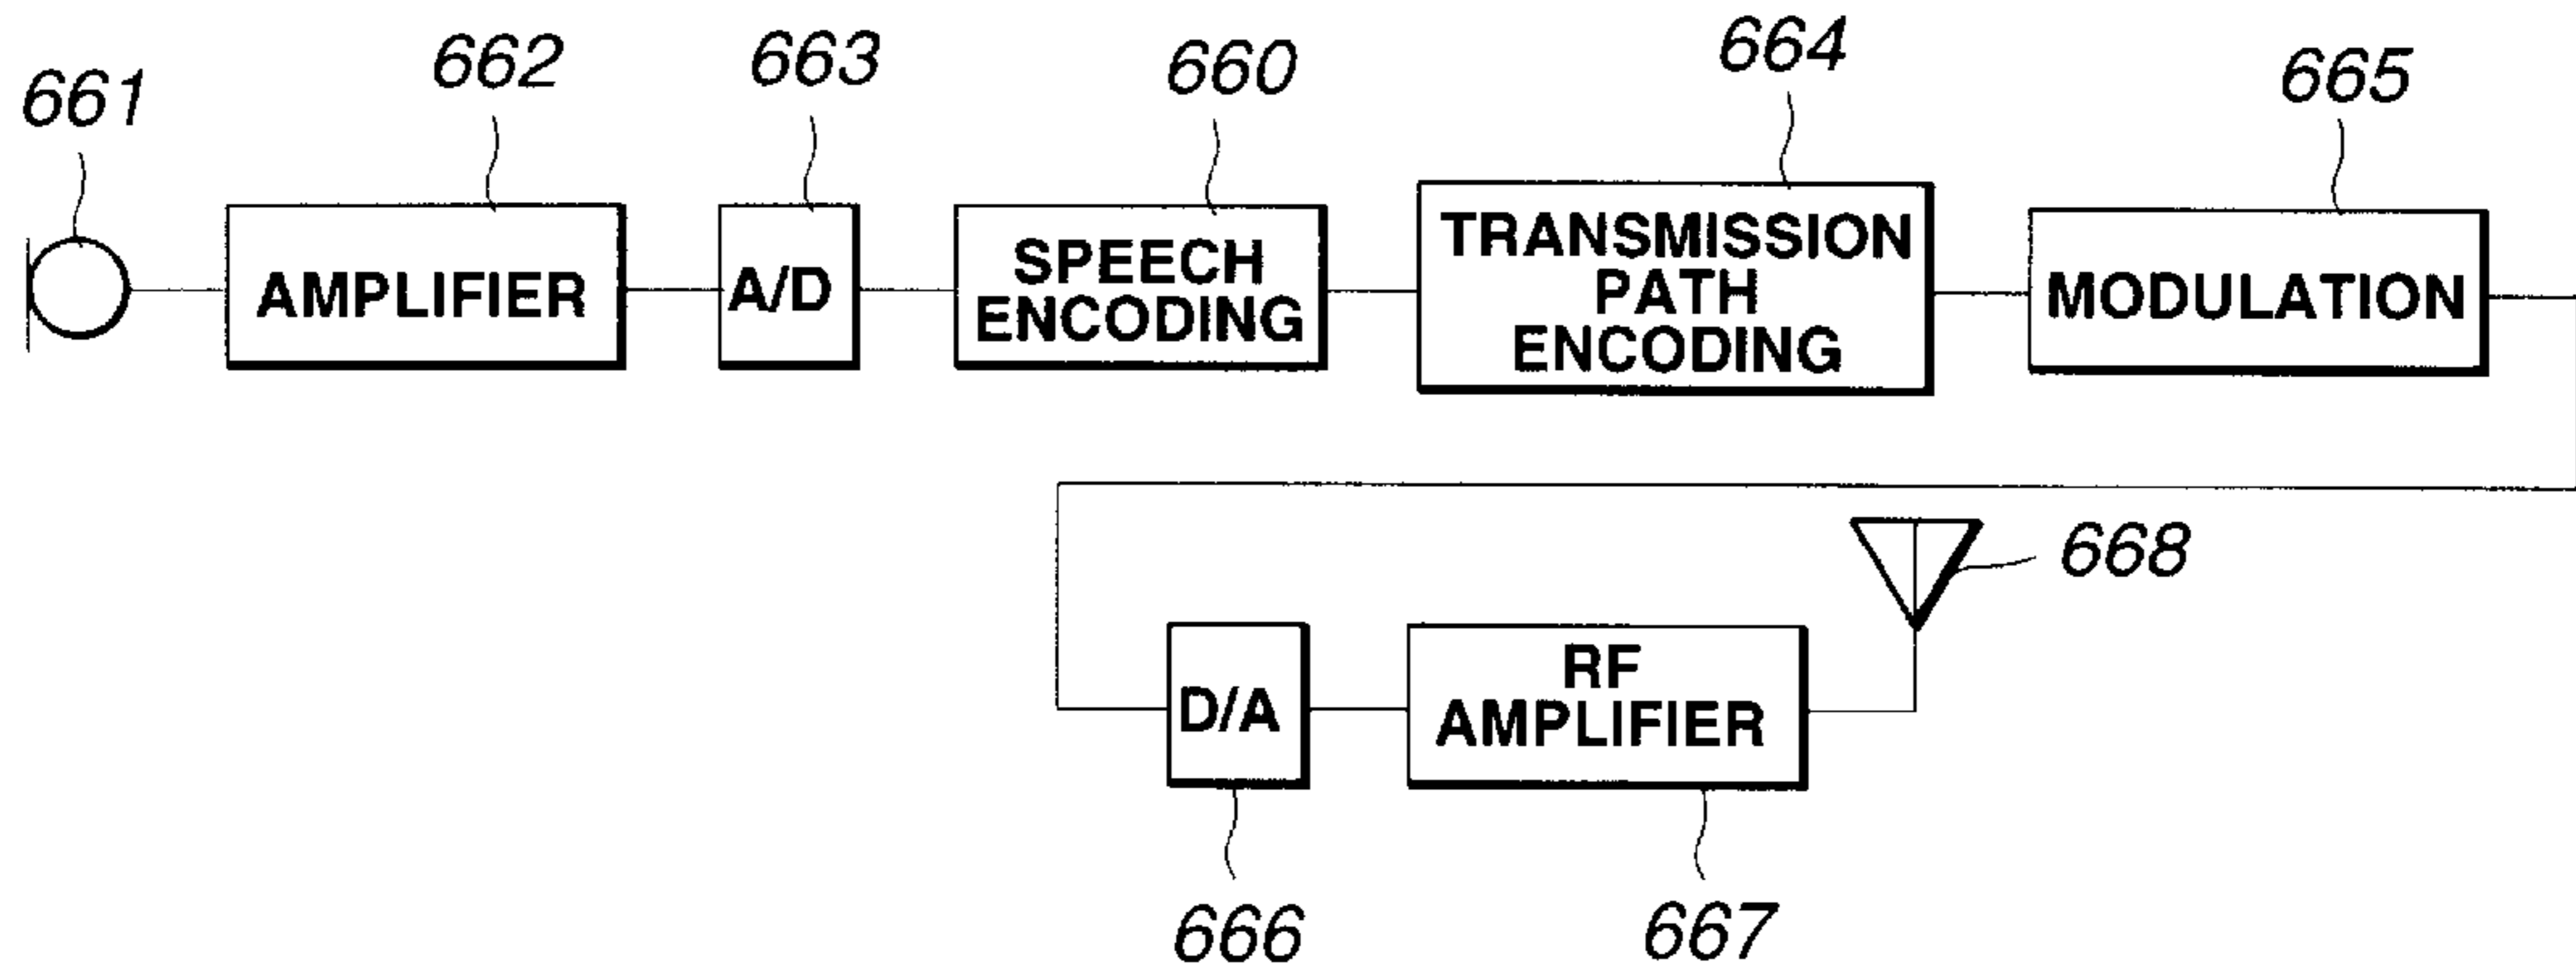 661
662
663
660
664
665
AMPLIFIER
A/D
SPEECH
ENCODING
TRANSMISSION
PATH
ENCODING
MODULATION
668
D/A
RF
AMPLIFIER
666
667